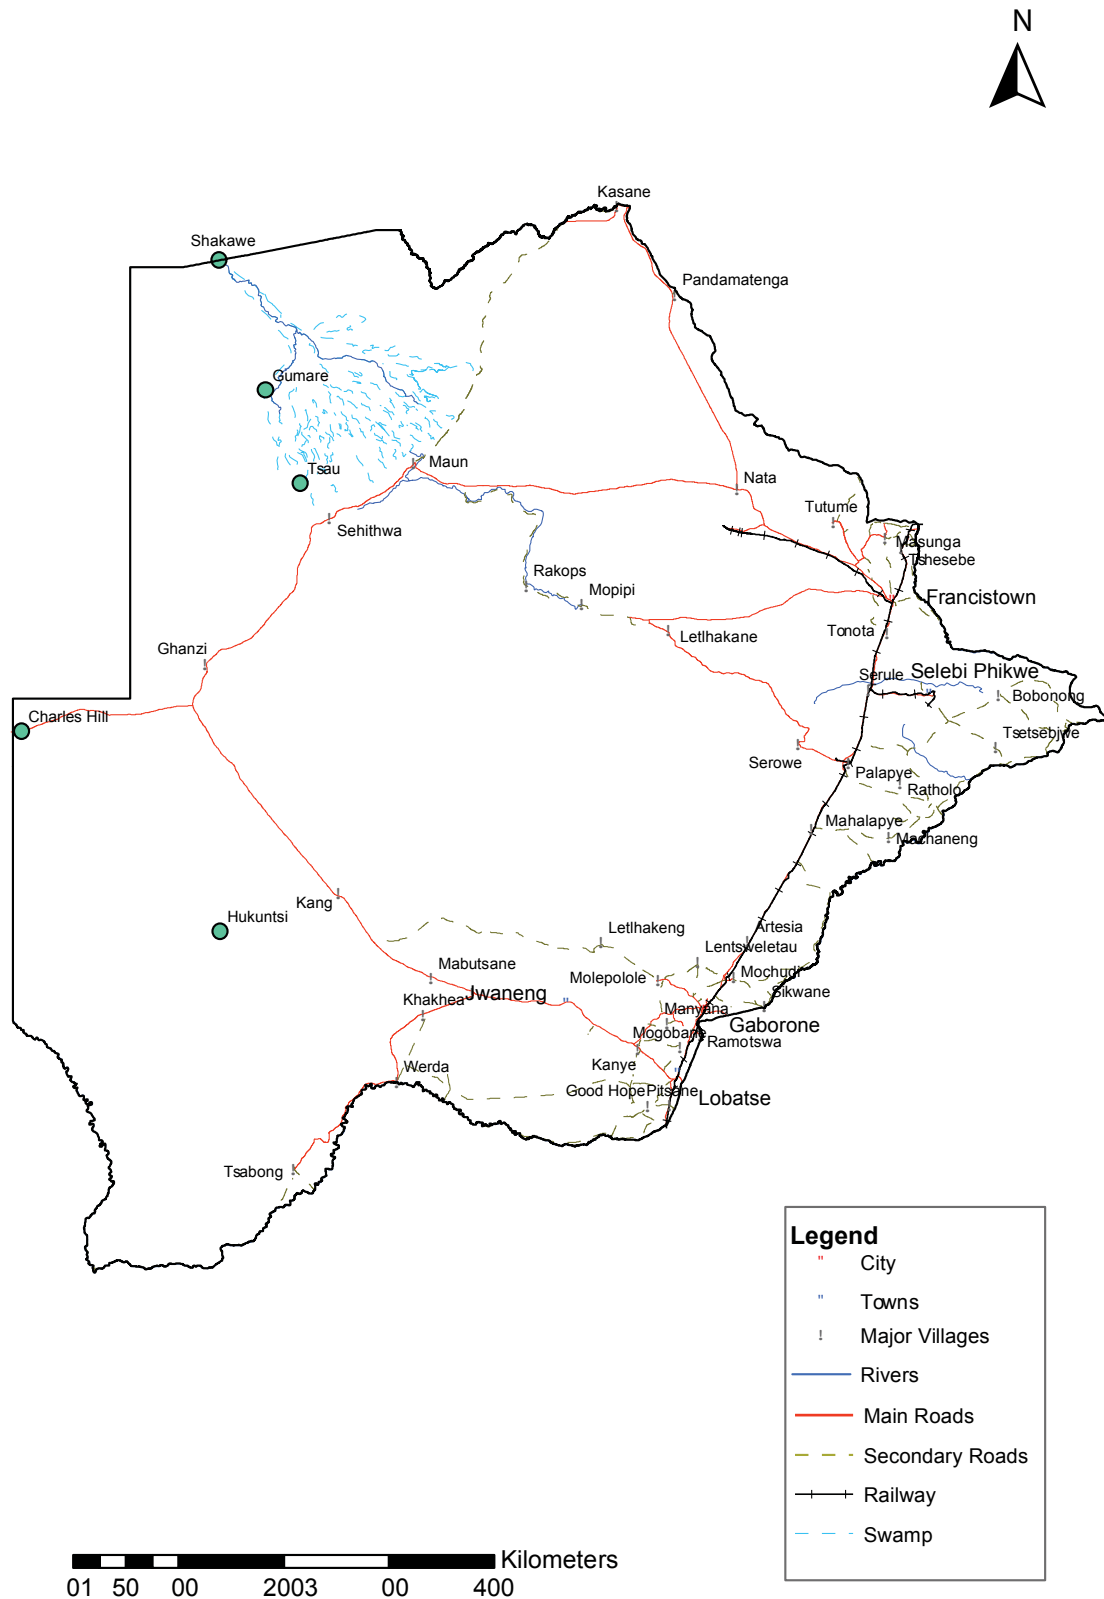 N
Kasane
Shakawe
Pandamatenga
Gumare
Maun
Tsau
Nata
Tutume
Sehithwa
Masunga
Tshesebe
Rakops
Mopipi
Francistown
Letlhakane
Tonota
Ghanzi
Serule
Selebi Phikwe
Bobonong
Charles Hill
Tsetsebjwe
Serowe
Palapye
Ratholo
Mahalapye
Machaneng
Kang
Hukuntsi
Letlhakeng
Artesia
Lentsweletau
Mabutsane
Molepolole
Mochudi
Jwaneng
Sikwane
Khakhea
Manyana
Gaborone
Mogobane
Ramotswa
Kanye
Werda
Good Hope
Pitsane
Lobatse
Tsabong
Legend
" City
" Towns
! Major Villages
Rivers
Main Roads
Secondary Roads
Railway
Swamp
Kilometers
01 50 00 2003 00 400